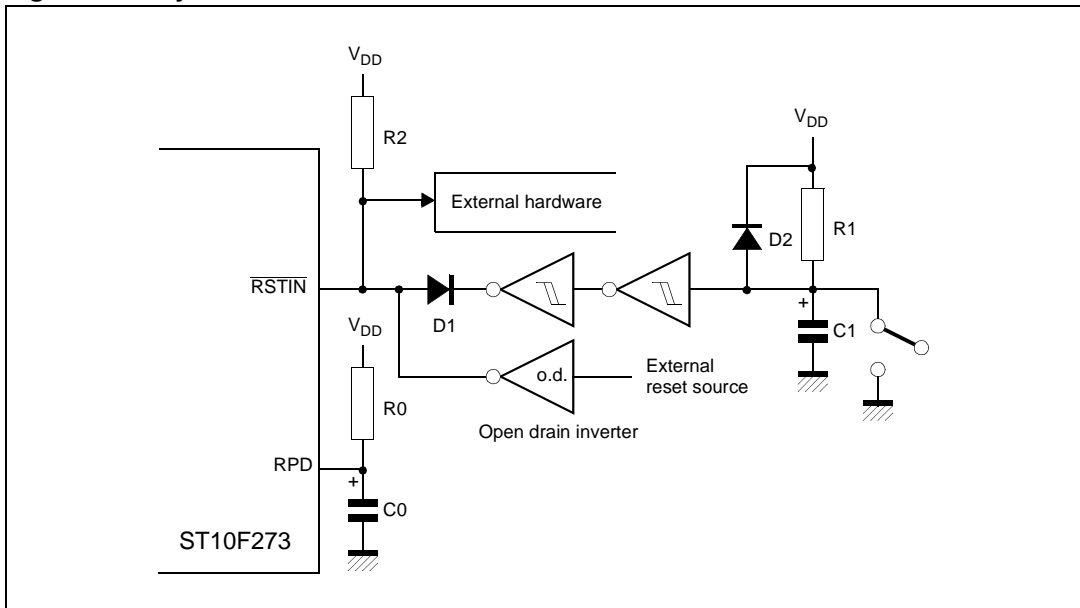 VDD
R2
VDD
External hardware
D2
R1
RSTIN
+
D1
C1
VDD
o.d.
External
reset source
R0
Open drain inverter
RPD
+
C0
ST10F273